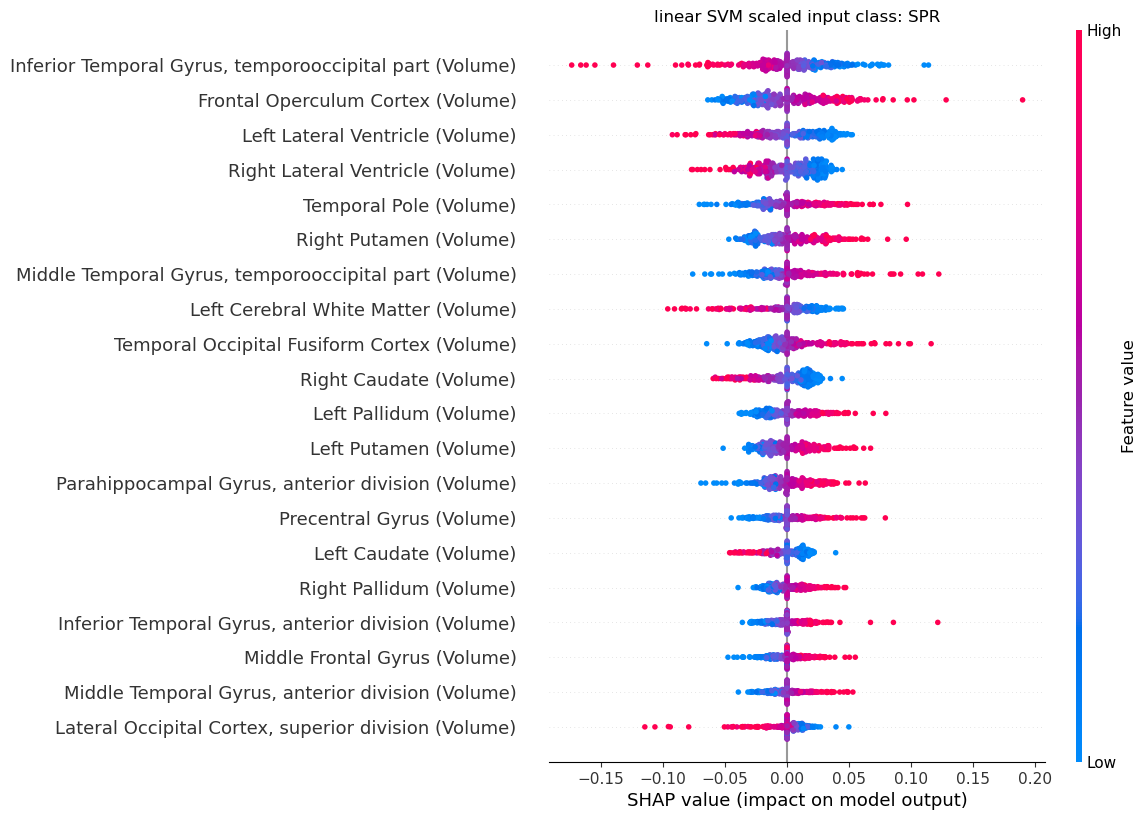 linear SVM scaled input class: SPR
High
Inferior Temporal Gyrus, temporooccipital part (Volume)
Frontal Operculum Cortex (Volume)
Left Lateral Ventricle (Volume)
Right Lateral Ventricle (Volume)
Temporal Pole (Volume)
Right Putamen (Volume)
Middle Temporal Gyrus, temporooccipital part (Volume)
Left Cerebral White Matter (Volume)
Temporal Occipital Fusiform Cortex (Volume)
Right Caudate (Volume)
Left Pallidum (Volume)
Left Putamen (Volume)
Parahippocampal Gyrus, anterior division (Volume)
Precentral Gyrus (Volume)
Left Caudate (Volume)
Right Pallidum (Volume)
Inferior Temporal Gyrus, anterior division (Volume)
Middle Frontal Gyrus (Volume)
Middle Temporal Gyrus, anterior division (Volume)
Lateral Occipital Cortex, superior division (Volume)
Feature value
Low
−0.15 −0.10 −0.05 0.00 0.05 0.10 0.15 0.20
SHAP value (impact on model output)